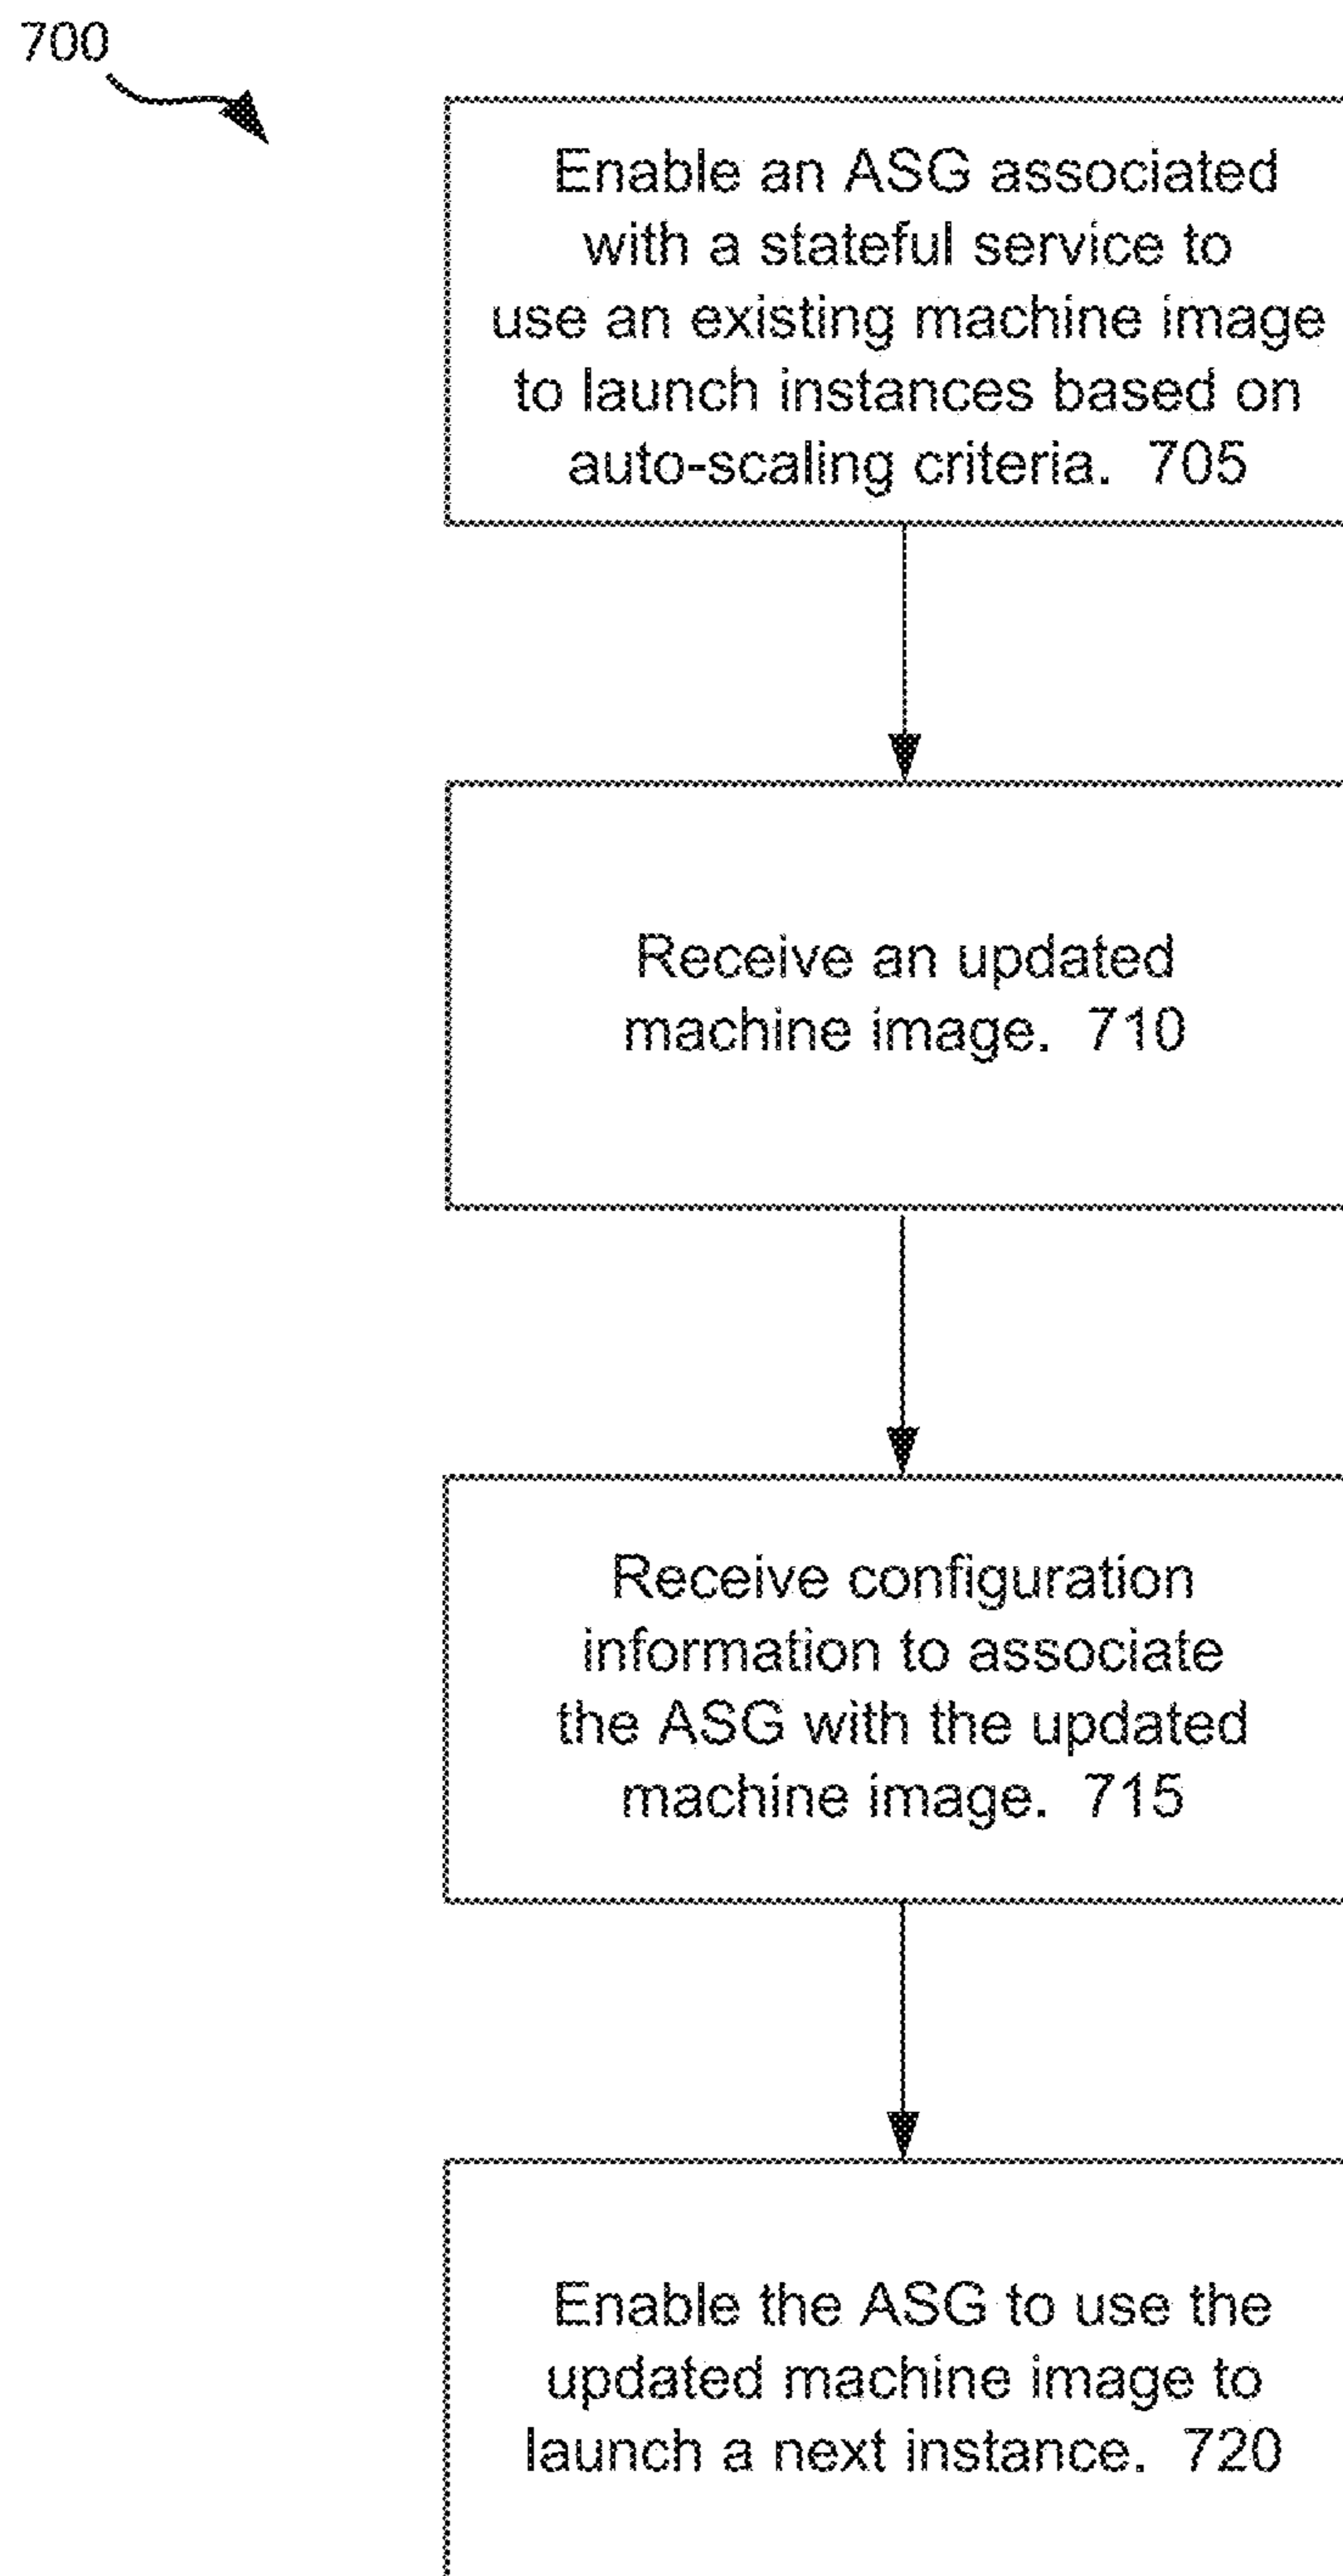 700
Enable an ASG associated
with a stateful service to
use an existing machine image
to launch instances based on
auto-scaling criteria. 705
Receive an updated
machine image. 710
Receive configuration
information to associate
the ASG with the updated
machine image. 715
Enable the ASG to use the
updated machine image to
launch a next instance. 720